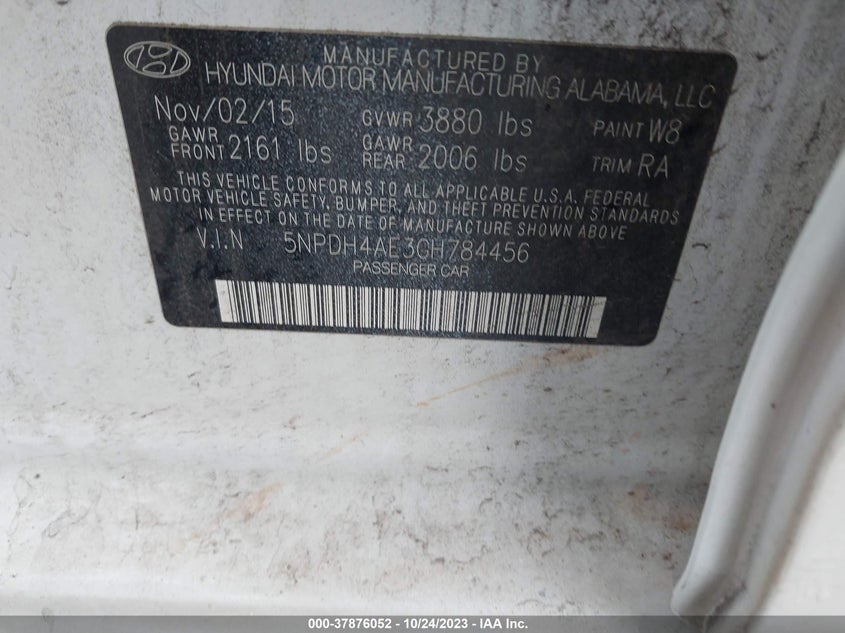 MANUFACTURED BY
HYUNDAI MOTOR MANUFACTURING ALABAMA, LLC
Nov/02/15 GVWR 3880 lbs PAINT W8
GAWR FRONT 2161 lbs GAWR REAR 2006 lbs TRIM RA
THIS VEHICLE CONFORMS TO ALL APPLICABLE U.S.A. FEDERAL
MOTOR VEHICLE SAFETY, BUMPER, AND THEFT PREVENTION STANDARDS
IN EFFECT ON THE DATE OF MANUFACTURE SHOWN ABOVE
V.I.N 5NPDH4AE3CH784456
PASSENGER CAR
000-37876052 - 10/24/2023 - IAA Inc.